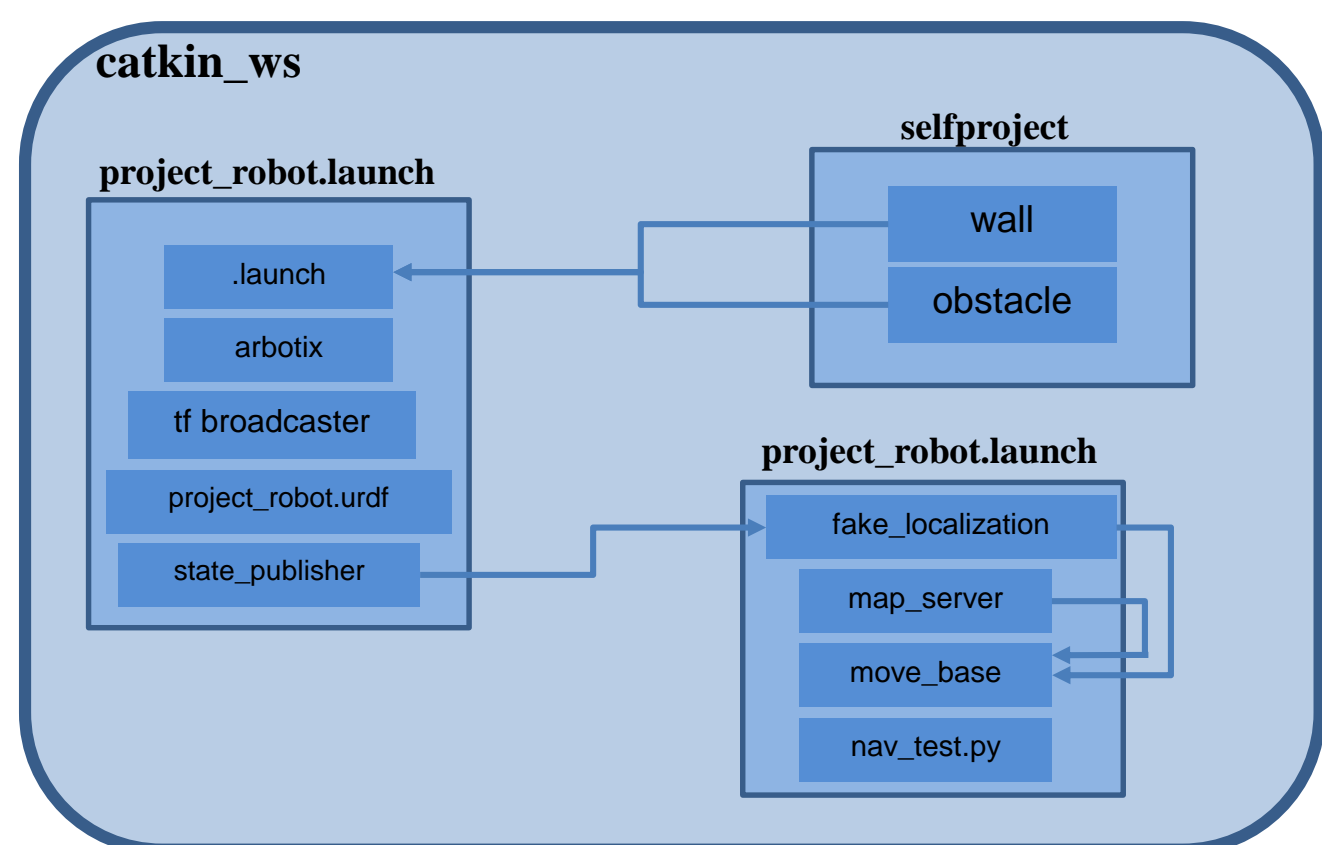 catkin_ws
project_robot.launch
.launch
arbotix
tf broadcaster
project_robot.urdf
state_publisher
selfproject
wall
obstacle
project_robot.launch
fake_localization
map_server
move_base
nav_test.py